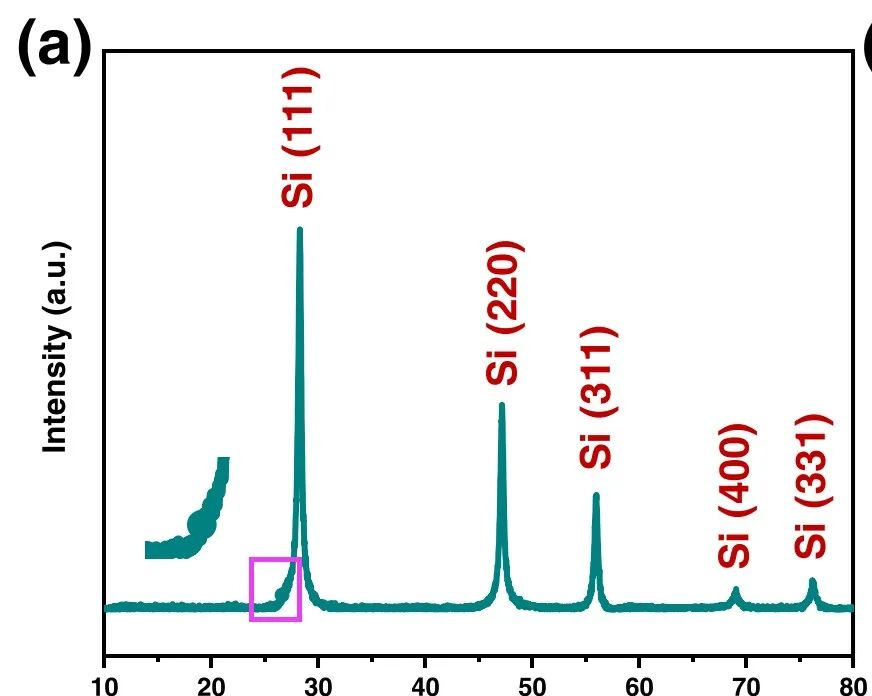 (a)
Si (111)
Si (220)
Si (311)
Si (400)
Si (331)
Intensity (a.u.)
10 20 30 40 50 60 70 80